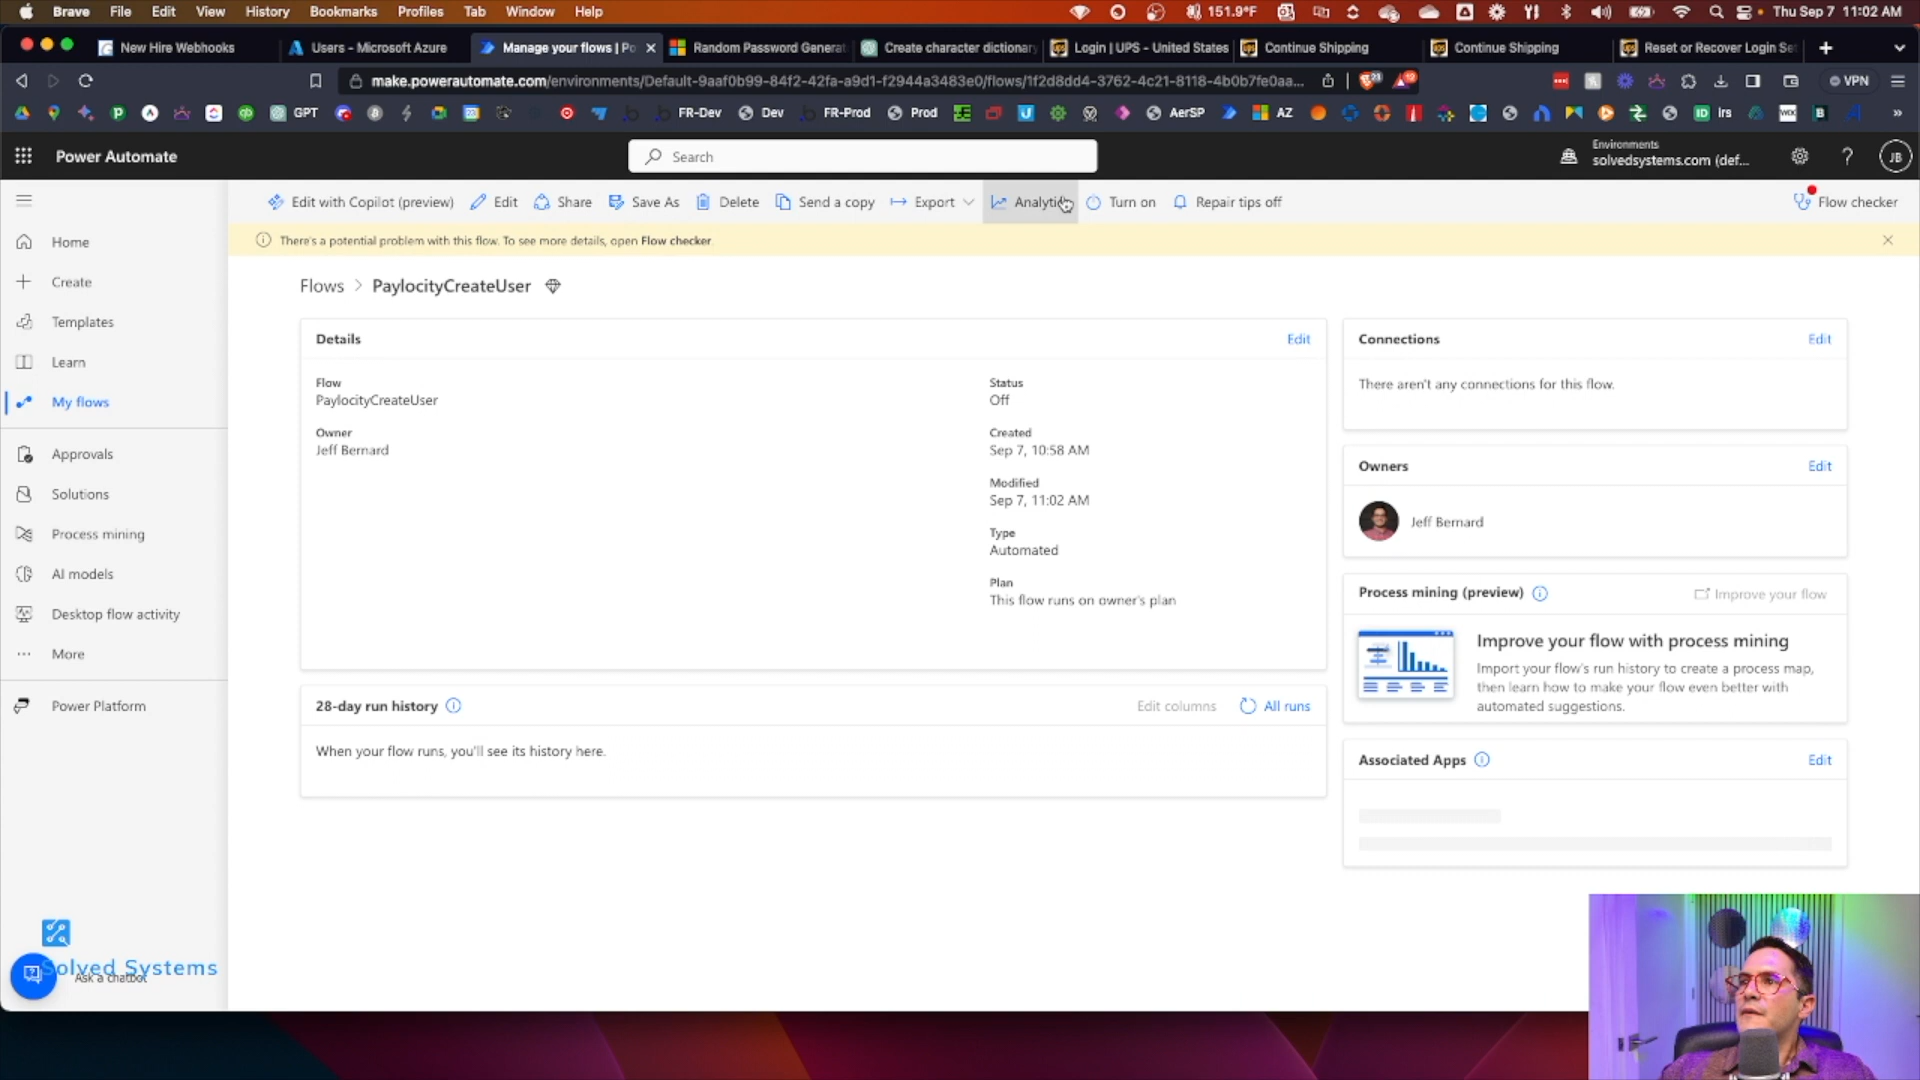 Brave File Edit View History Bookmarks Profiles Tab Window Help 151.9°F Thu Sep 7 11:02 AM
New Hire Webhooks Users - Microsoft Azure Manage your flows | Po Random Password Generat Create character dictionary Login | UPS - United States Continue Shipping Continue Shipping Reset or Recover Login Se
make.powerautomate.com/environments/Default-9aaf0b99-84f2-42fa-a9d1-f2944a3483e0/flows/1f2d8dd4-3762-4c21-8118-4b0b7fe0aa... VPN
GPT FR-Dev Dev FR-Prod Prod AerSP AZ Irs
Power Automate Search Environments
solvedsystems.com (def... JB
Edit with Copilot (preview) Edit Share Save As Delete Send a copy Export Analytics Turn on Repair tips off Flow checker
There's a potential problem with this flow. To see more details, open Flow checker.
Home
Create
Templates
Learn
My flows
Approvals
Solutions
Process mining
AI models
Desktop flow activity
More
Power Platform
Solved Systems
Ask a chatbot
Flows > PaylocityCreateUser
Details Edit
Flow
PaylocityCreateUser
Owner
Jeff Bernard
Status
Off
Created
Sep 7, 10:58 AM
Modified
Sep 7, 11:02 AM
Type
Automated
Plan
This flow runs on owner's plan
28-day run history Edit columns All runs
When your flow runs, you'll see its history here.
Connections Edit
There aren't any connections for this flow.
Owners Edit
Jeff Bernard
Process mining (preview) Improve your flow
Improve your flow with process mining
Import your flow's run history to create a process map,
then learn how to make your flow even better with
automated suggestions.
Associated Apps Edit